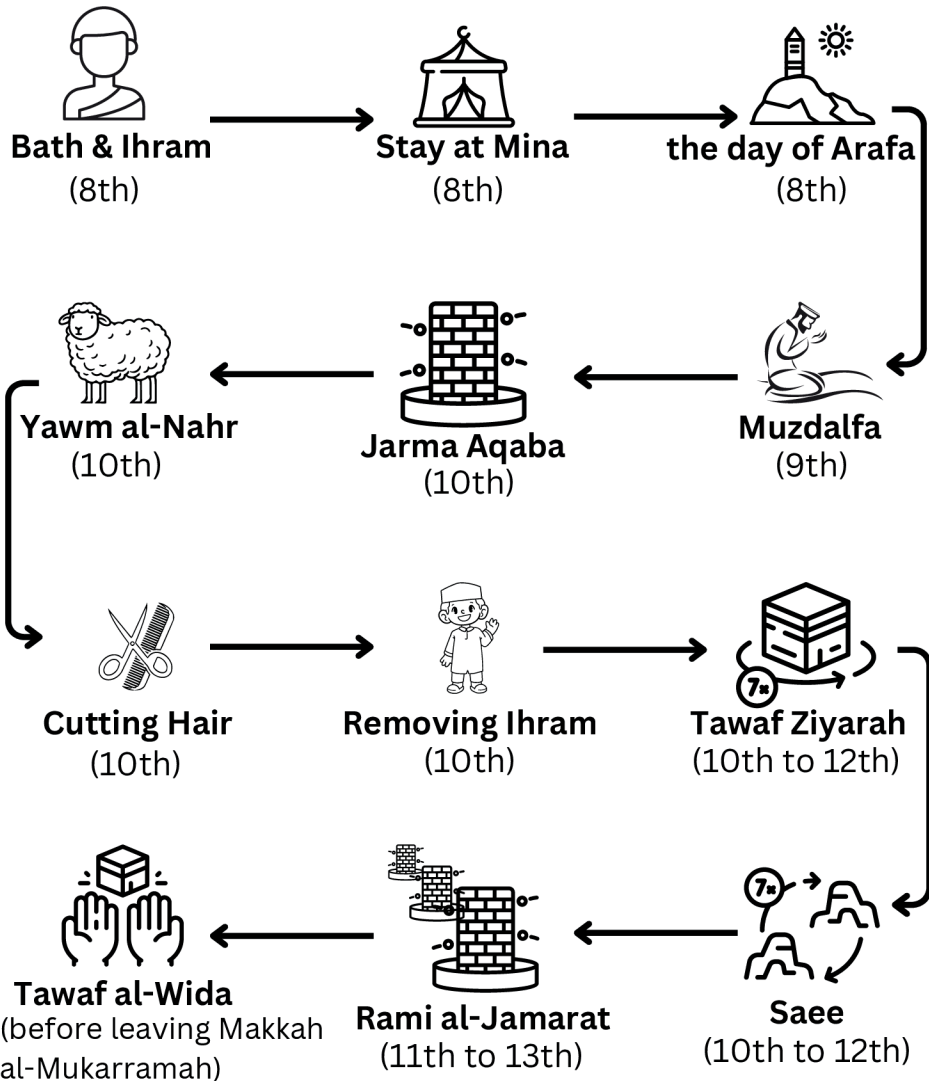 Bath & Ihram
(8th)
Stay at Mina
(8th)
the day of Arafa
(8th)
Muzdalfa
(9th)
Jarma Aqaba
(10th)
Yawm al-Nahr
(10th)
Cutting Hair
(10th)
Removing Ihram
(10th)
7x
Tawaf Ziyarah
(10th to 12th)
7x
Saee
(10th to 12th)
Rami al-Jamarat
(11th to 13th)
Tawaf al-Wida
(before leaving Makkah
al-Mukarramah)